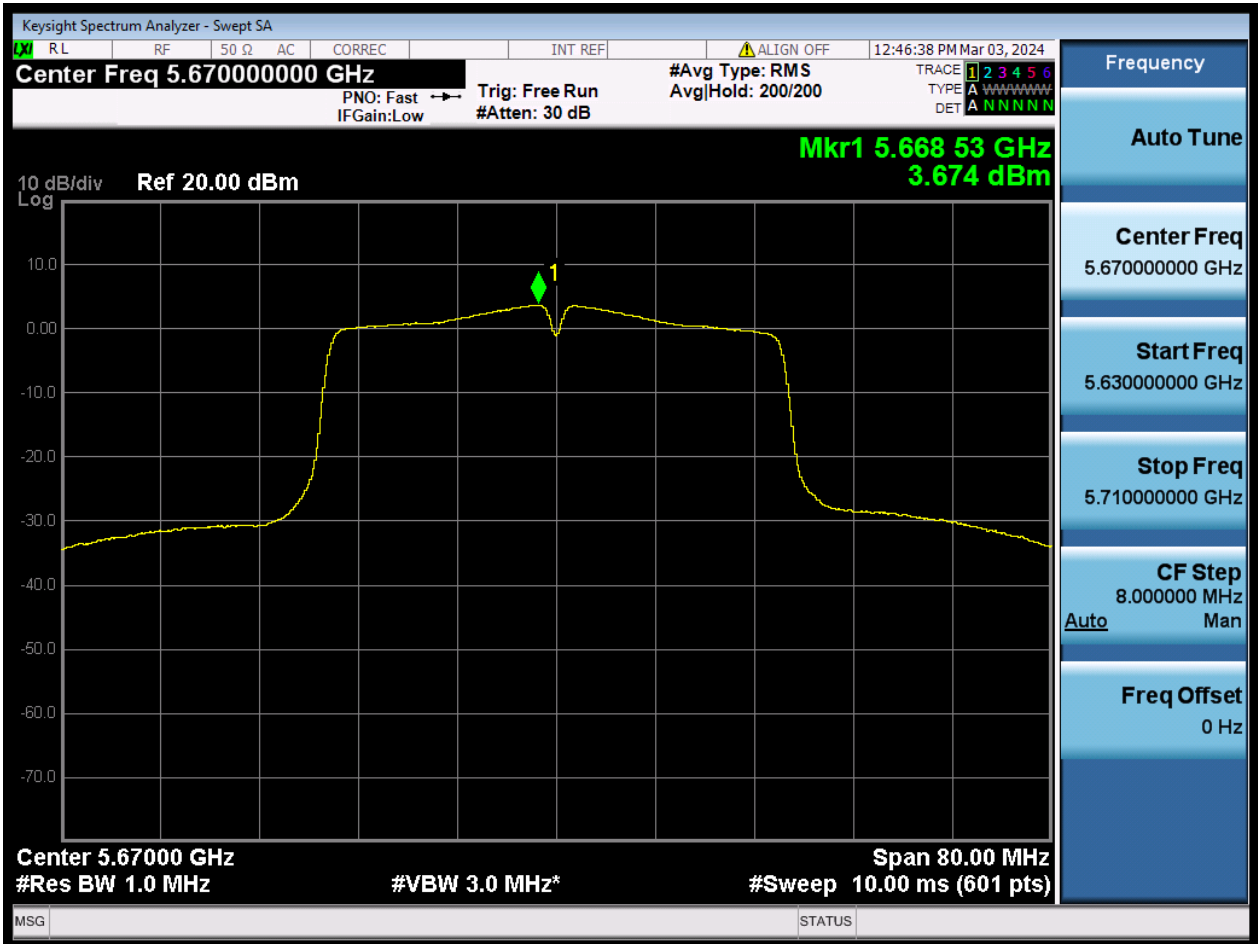 Keysight Spectrum Analyzer - Swept SA
LXI RL RF 50 Ω AC CORREC INT REF ALIGN OFF 12:46:38 PM Mar 03, 2024
Center Freq 5.670000000 GHz
PNO: Fast
IFGain:Low
Trig: Free Run
#Atten: 30 dB
#Avg Type: RMS
Avg|Hold: 200/200
TRACE 1 2 3 4 5 6
TYPE A WWWWW
DET A N N N N N
Mkr1 5.668 53 GHz
3.674 dBm
10 dB/div Ref 20.00 dBm
Log
10.0
0.00
-10.0
-20.0
-30.0
-40.0
-50.0
-60.0
-70.0
1
Center 5.67000 GHz Span 80.00 MHz
#Res BW 1.0 MHz #VBW 3.0 MHz* #Sweep 10.00 ms (601 pts)
MSG STATUS
Frequency
Auto Tune
Center Freq
5.670000000 GHz
Start Freq
5.630000000 GHz
Stop Freq
5.710000000 GHz
CF Step
8.000000 MHz
Auto Man
Freq Offset
0 Hz